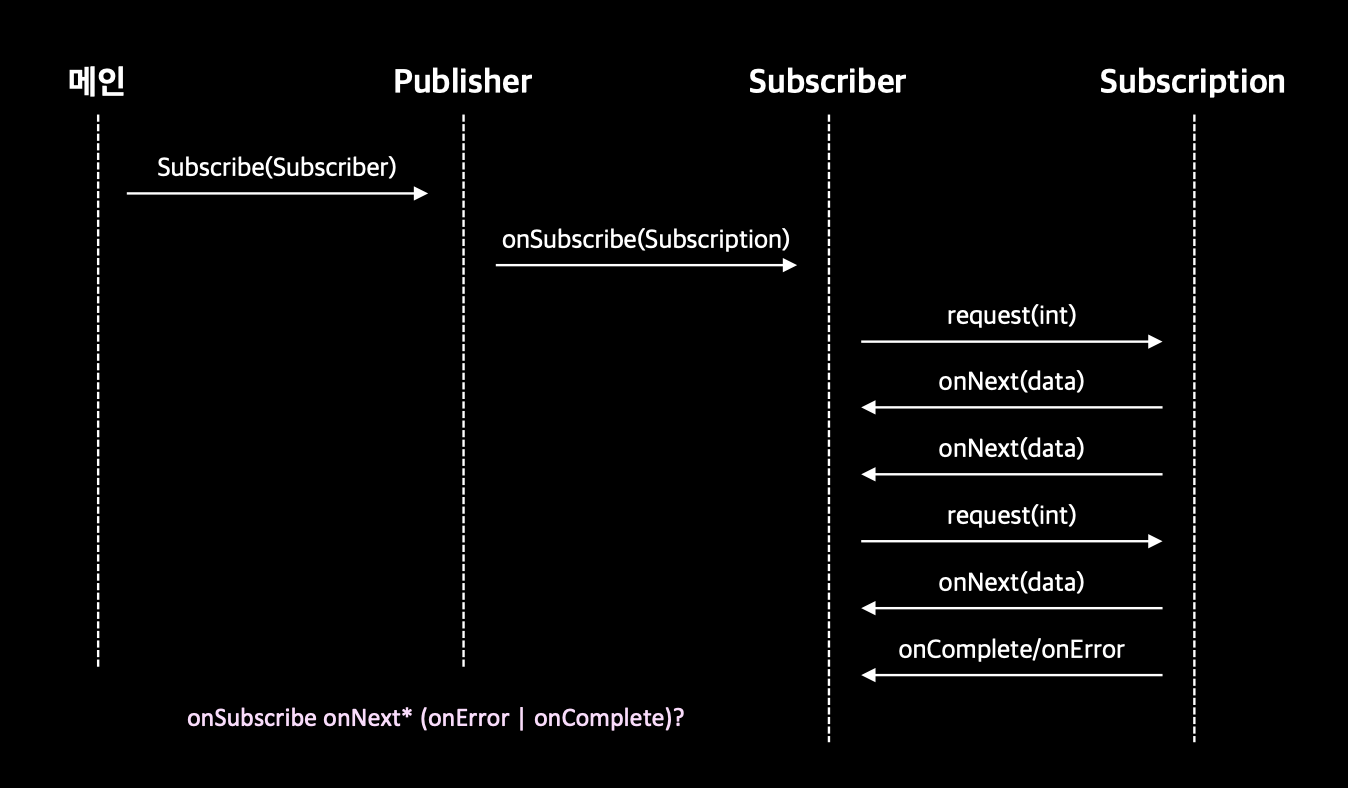 메인 Publisher Subscriber Subscription
Subscribe(Subscriber)
onSubscribe(Subscription)
request(int)
onNext(data)
onNext(data)
request(int)
onNext(data)
onComplete/onError
onSubscribe onNext* (onError | onComplete)?